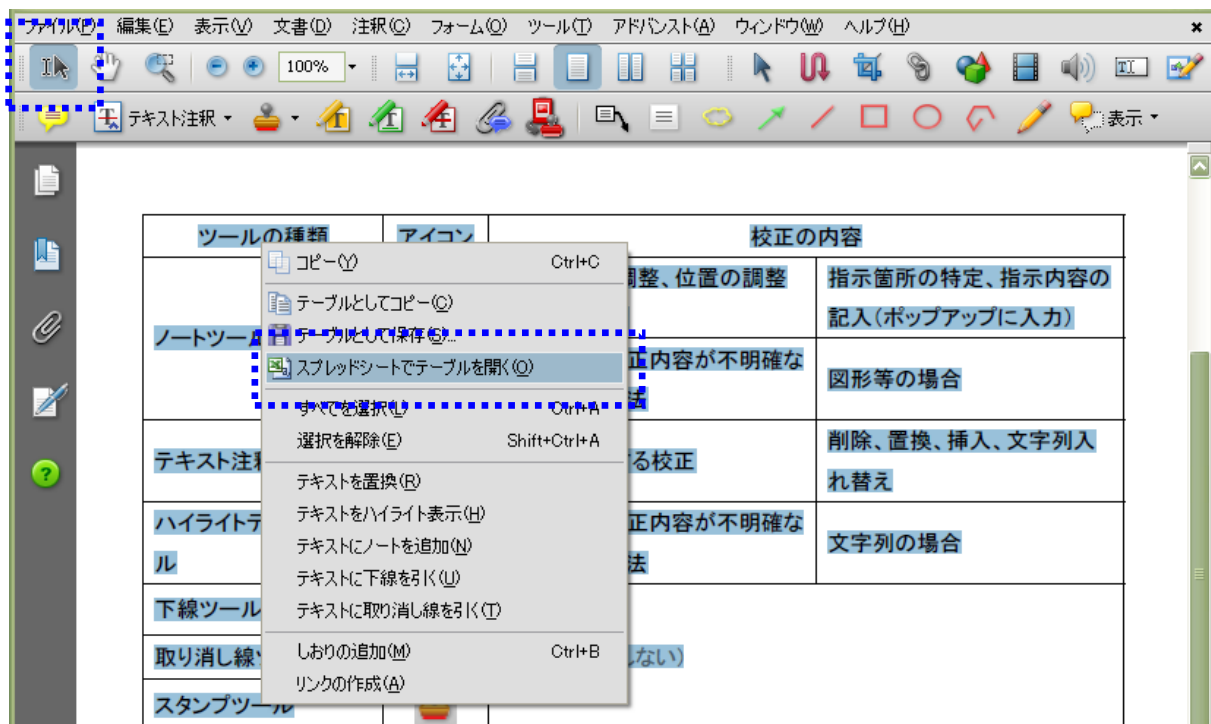 ファイル(F) 編集(E) 表示(V) 文書(D) 注釈(C) フォーム(O) ツール(T) アドバンスト(A) ウィンドウ(W) ヘルプ(H)
100%
テキスト注釈
表示
ツールの種類 アイコン 校正の内容
コピー(Y) Ctrl+C
調整、位置の調整
指示箇所の特定、指示内容の
記入(ポップアップに入力)
テーブルとしてコピー(C)
ノートツー
テーブルとして保存(S)...
スプレッドシートでテーブルを開く(O)
正内容が不明確な
法
図形等の場合
すべてを選択(L) Ctrl+A
選択を解除(E) Shift+Ctrl+A
テキスト注釈
る校正
削除、置換、挿入、文字列入
れ替え
テキストを置換(R)
テキストをハイライト表示(H)
テキストにノートを追加(N)
テキストに下線を引く(U)
テキストに取り消し線を引く(T)
ハイライトテ
ル
正内容が不明確な
法
文字列の場合
下線ツール
しおりの追加(M) Ctrl+B
リンクの作成(A)
取り消し線
しない)
スタンプツール